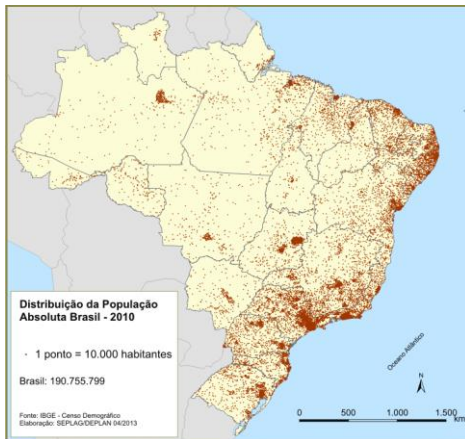 Distribuição da População
Absoluta Brasil - 2010
· 1 ponto = 10.000 habitantes
Brasil: 190.755.799
Fonte: IBGE - Censo Demográfico
Elaboração: SEPLAG/DEPLAN 04/2013
Oceano Atlântico
N
0 500 1.000 1.500
km